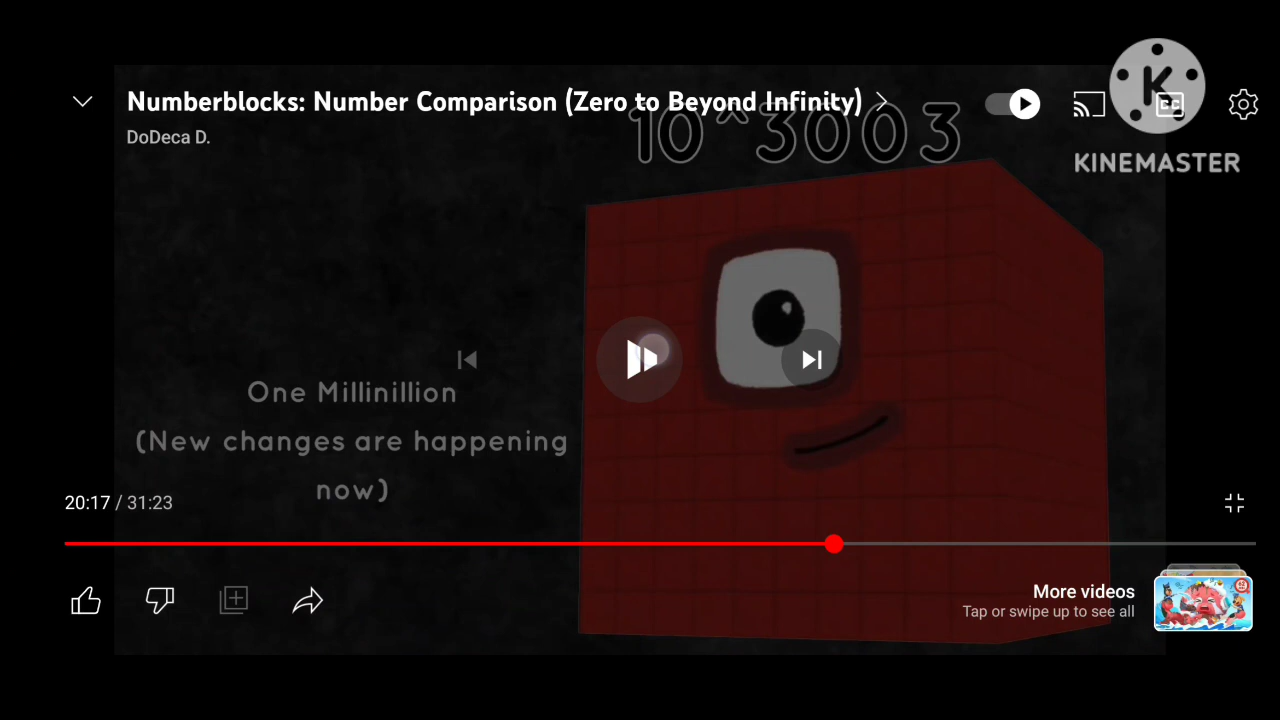 Numberblocks: Number Comparison (Zero to Beyond Infinity)
DoDeca D.
10^3003
CC
K
KINEMASTER
One Millinillion
(New changes are happening
now)
20:17 / 31:23
More videos
Tap or swipe up to see all